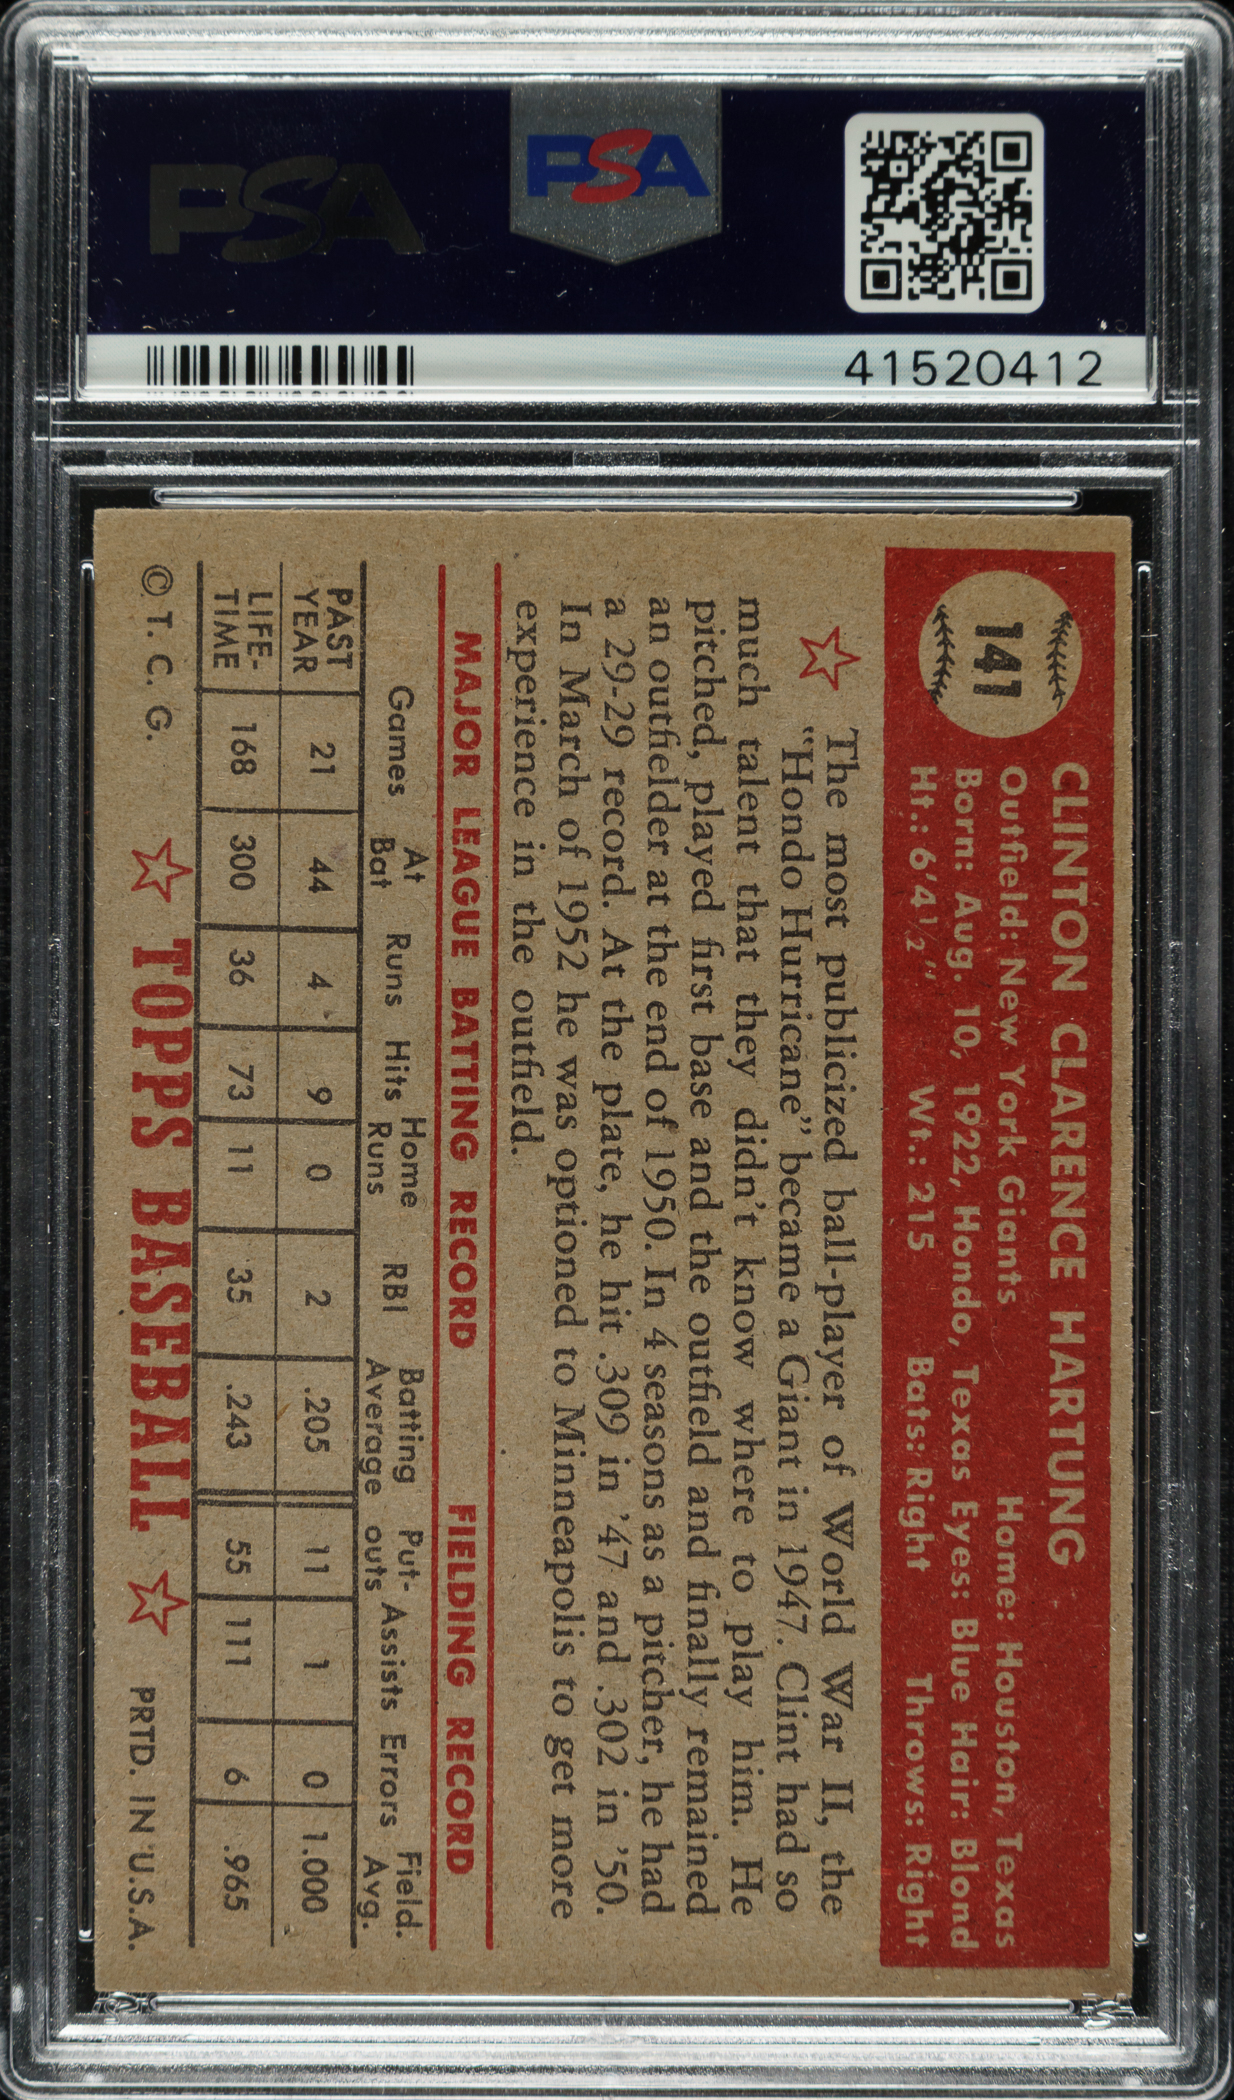 PSA
PSA
41520412
141
CLINTON CLARENCE HARTUNG
Outfield: New York Giants Home: Houston, Texas
Born: Aug. 10, 1922, Hondo, Texas Eyes: Blue Hair: Blond
Ht.: 6'4½" Wt.: 215 Bats: Right Throws: Right
The most publicized ball-player of World War II, the
"Hondo Hurricane" became a Giant in 1947. Clint had so
much talent that they didn't know where to play him. He
pitched, played first base and the outfield and finally remained
an outfielder at the end of 1950. In 4 seasons as a pitcher, he had
a 29-29 record. At the plate, he hit .309 in '47 and .302 in '50.
In March of 1952 he was optioned to Minneapolis to get more
experience in the outfield.
MAJOR LEAGUE BATTING RECORD FIELDING RECORD
Games At Bat Runs Hits Home Runs RBI Batting Average Put-outs Assists Errors Field. Avg.
PAST YEAR 21 44 4 9 0 2 .205 11 1 0 1.000
LIFE-TIME 168 300 36 73 11 35 .243 55 111 6 .965
© T. C. G. TOPPS BASEBALL PRTD. IN U.S.A.